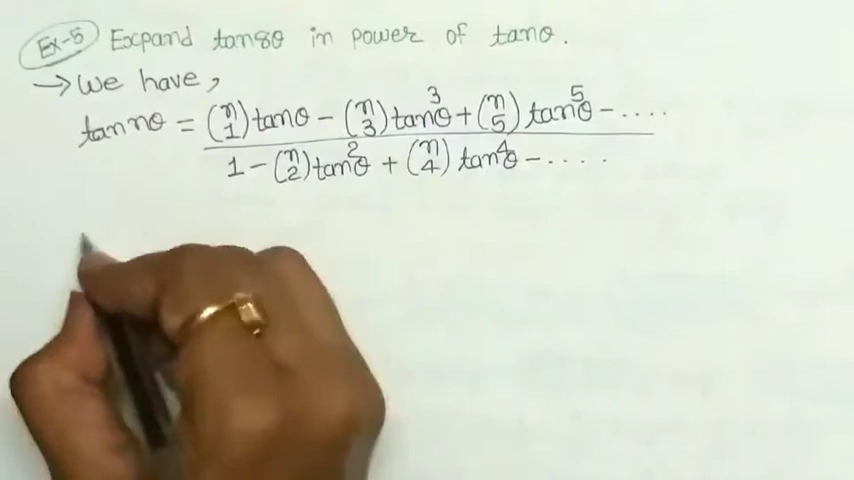 Ex-5 Expand tan8θ in power of tanθ.
→ We have,
tan nθ = (n 1) tanθ - (n 3) tan³θ + (n 5) tan⁵θ - ....
1 - (n 2) tan²θ + (n 4) tan⁴θ - .....